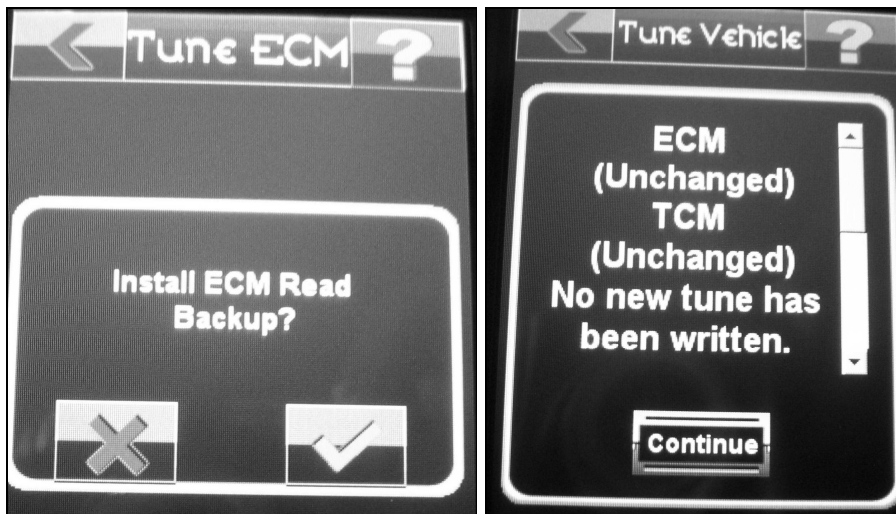 Tune ECM
?
Install ECM Read
Backup?
Tune Vehicle
?
ECM
(Unchanged)
TCM
(Unchanged)
No new tune has
been written.
Continue